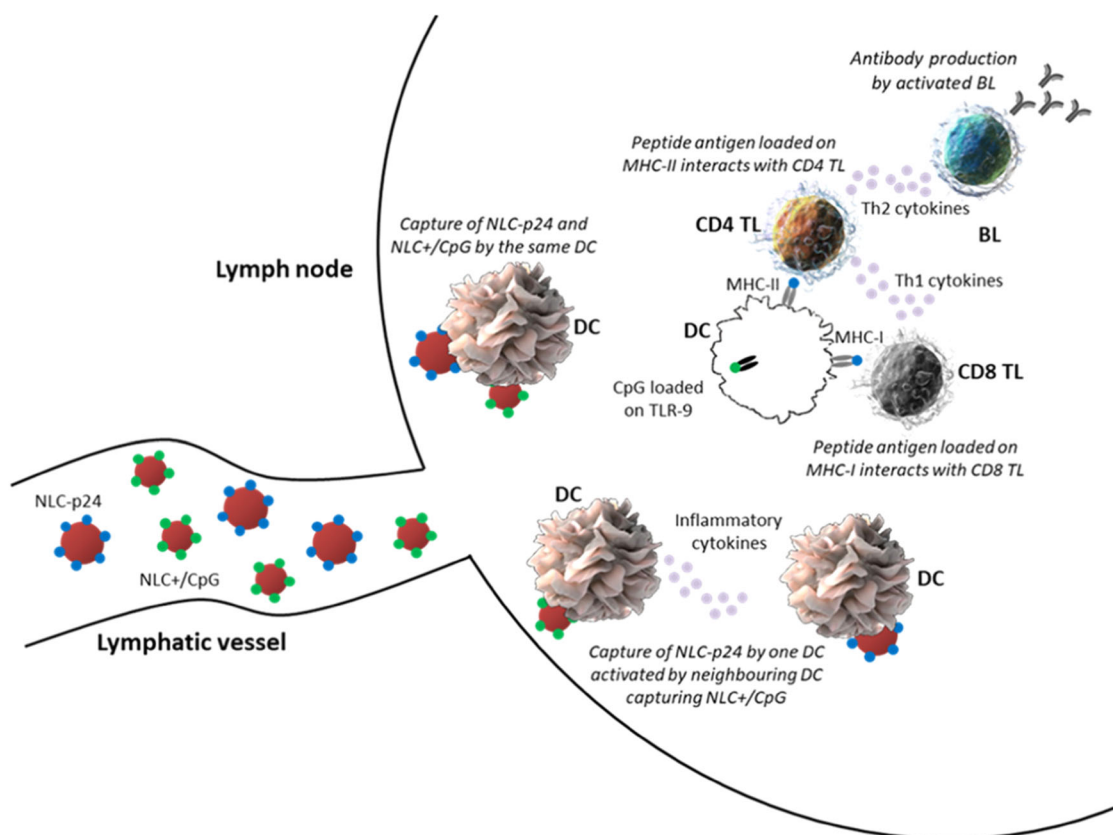 Antibody production
by activated BL
Peptide antigen loaded on
MHC-II interacts with CD4 TL
Th2 cytokines
BL
CD4 TL
Capture of NLC-p24 and
NLC+/CpG by the same DC
Lymph node
DC
MHC-II
Th1 cytokines
DC
MHC-I
CpG loaded
on TLR-9
CD8 TL
Peptide antigen loaded on
MHC-I interacts with CD8 TL
NLC-p24
NLC+/CpG
Lymphatic vessel
DC
Inflammatory
cytokines
DC
Capture of NLC-p24 by one DC
activated by neighbouring DC
capturing NLC+/CpG